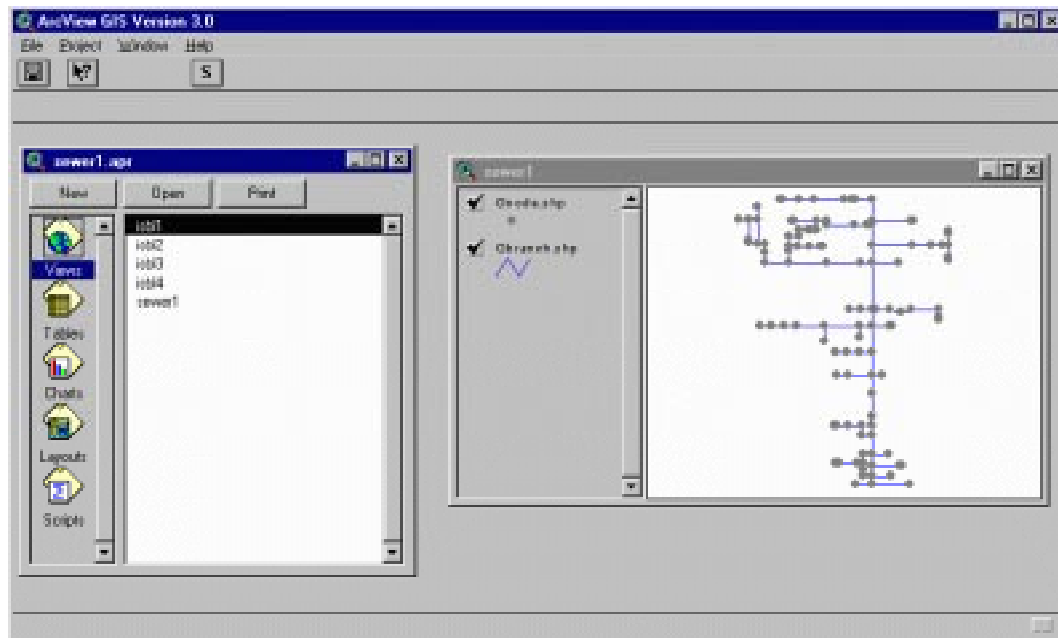 ArcView GIS Version 3.0
File Project Window Help
S
sewer1.apr
New Open Print
Views
Tables
Charts
Layouts
Scripts
sewer1
sewer1